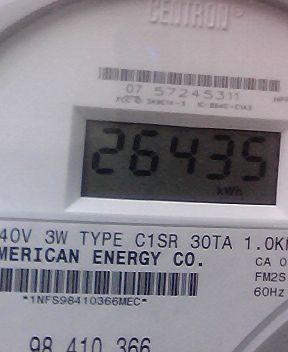 CENTRON®
07 57245311
26435
kWh
40V 3W TYPE C1SR 30TA 1.0K
MERICAN ENERGY CO.
CA 0
FM2S
60Hz
*1NFS98410366MEC*
98 410 366